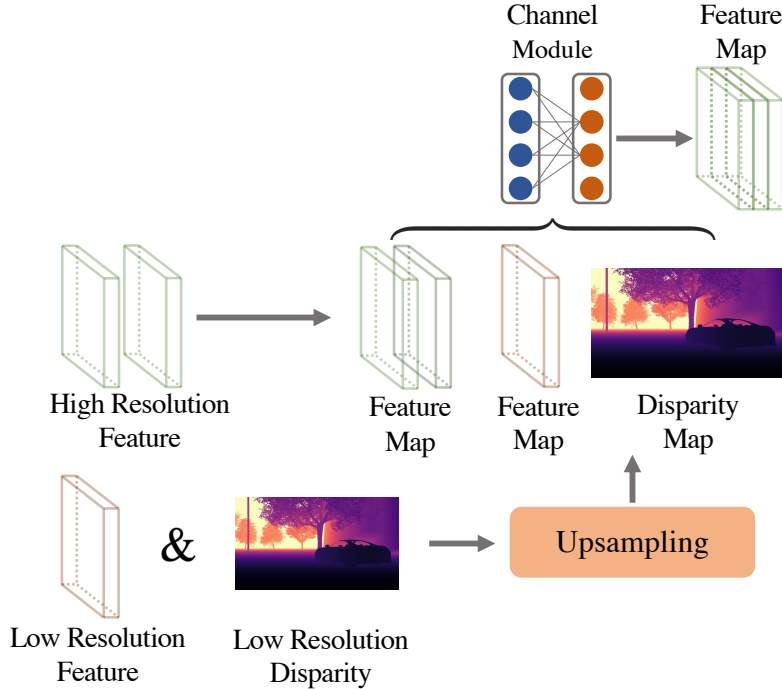 Channel
Module
Feature
Map
High Resolution
Feature
Feature
Map
Feature
Map
Disparity
Map
&
Upsampling
Low Resolution
Feature
Low Resolution
Disparity